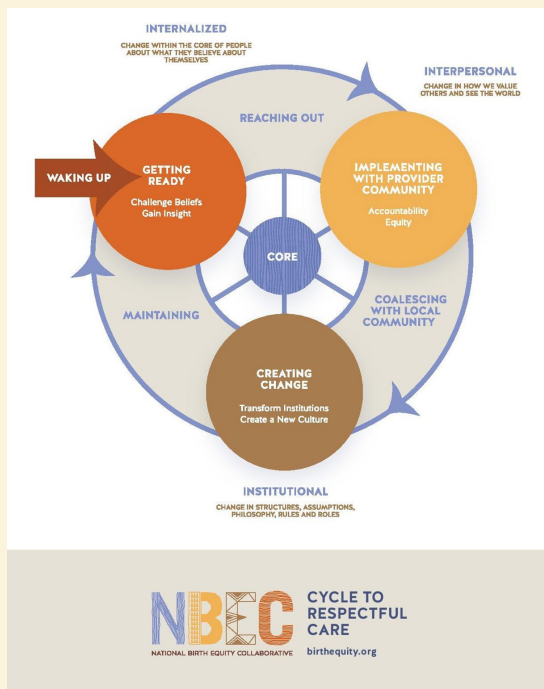 INTERNALIZED
CHANGE WITHIN THE CORE OF PEOPLE
ABOUT WHAT THEY BELIEVE ABOUT
THEMSELVES
INTERPERSONAL
CHANGE IN HOW WE VALUE
OTHERS AND SEE THE WORLD
REACHING OUT
WAKING UP
GETTING
READY
Challenge Beliefs
Gain Insight
IMPLEMENTING
WITH PROVIDER
COMMUNITY
Accountability
Equity
CORE
MAINTAINING
COALESCING
WITH LOCAL
COMMUNITY
CREATING
CHANGE
Transform Institutions
Create a New Culture
INSTITUTIONAL
CHANGE IN STRUCTURES, ASSUMPTIONS,
PHILOSOPHY, RULES AND ROLES
NBEC
NATIONAL BIRTH EQUITY COLLABORATIVE
CYCLE TO
RESPECTFUL
CARE
birthequity.org